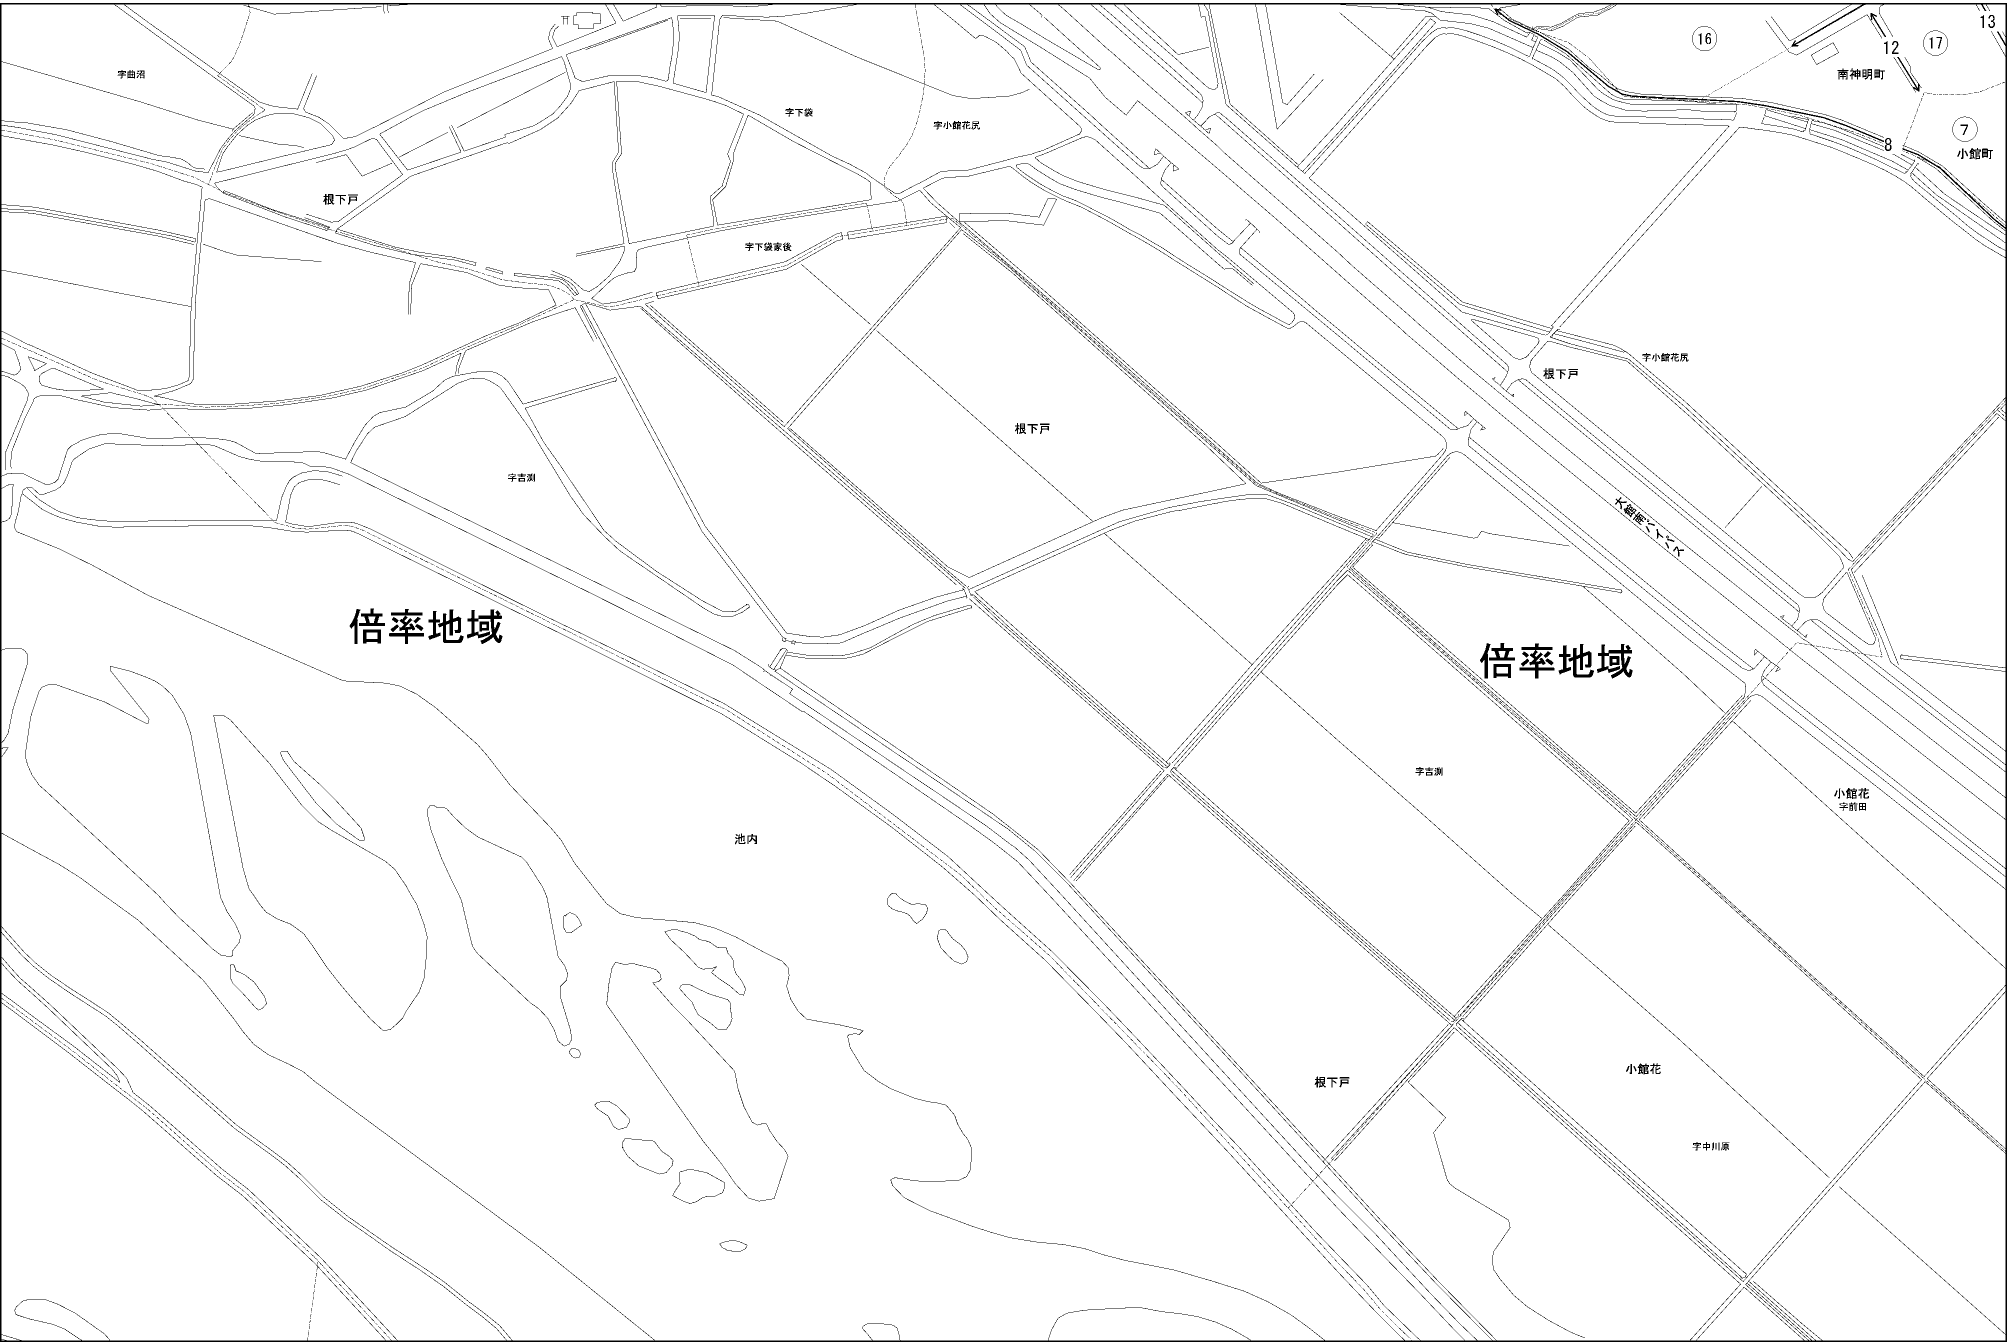 13
16
17
12
字曲沼
南神明町
字下袋
字小館花尻
7
8
小館町
根下戸
字下袋家後
字小館花尻
根下戸
根下戸
字吉渕
大館南バイパス
倍率地域
倍率地域
字吉渕
小館花
字前田
池内
小館花
根下戸
字中川原